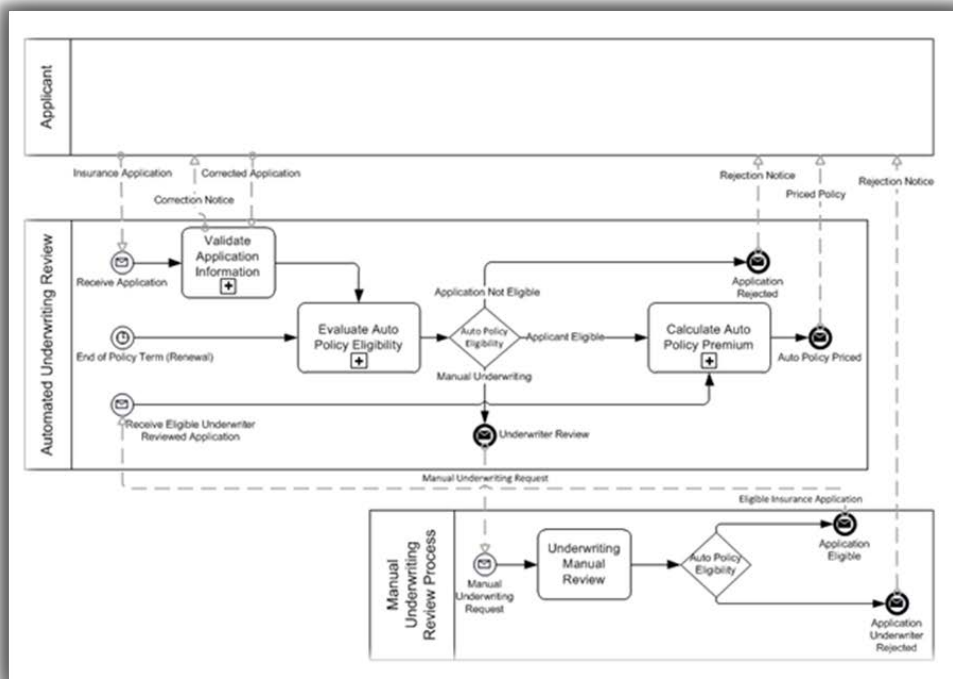 Applicant
Insurance Application
Corrected Application
Correction Notice
Rejection Notice
Priced Policy
Rejection Notice
Automated Underwriting Review
Validate
Application
Information
Receive Application
Application Not Eligible
Application
Rejected
Evaluate Auto
Policy Eligibility
Auto Policy
Eligibility
Applicant Eligible
Calculate Auto
Policy Premium
End of Policy Term (Renewal)
Auto Policy Priced
Manual Underwriting
Receive Eligible Underwriter
Reviewed Application
Underwriter Review
Manual Underwriting Request
Eligible Insurance Application
Manual
Underwriting
Review Process
Manual
Underwriting
Request
Underwriting
Manual
Review
Auto Policy
Eligibility
Application
Eligible
Application
Underwriter
Rejected